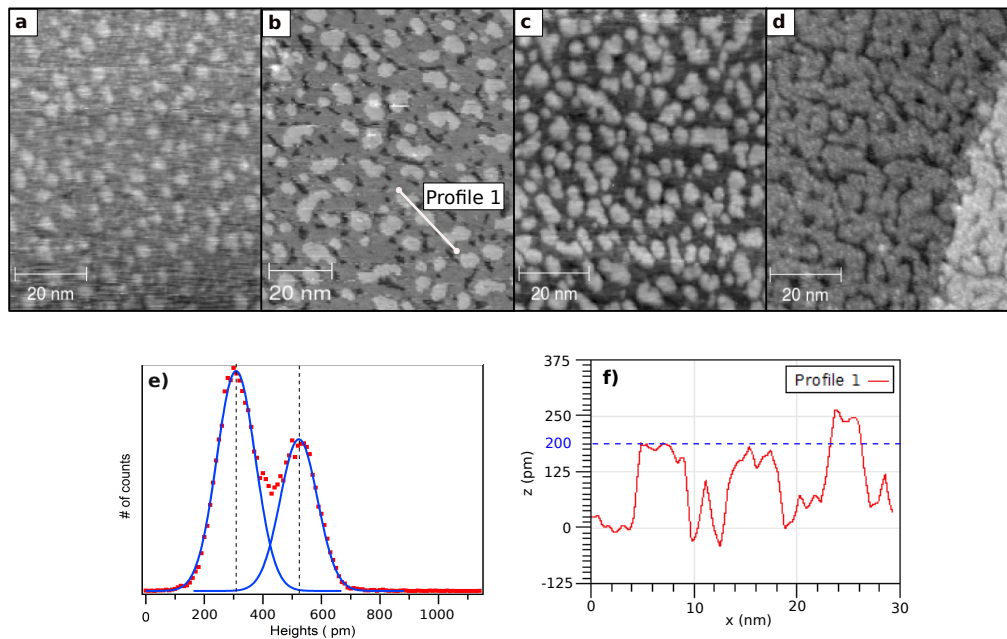 a
b
c
d
Profile 1
20 nm
20 nm
20 nm
20 nm
e)
# of counts
0
200
400
600
800
1000
Heights ( pm)
f)
Profile 1
375
250
200
125
0
-125
z (pm)
0
10
20
30
x (nm)